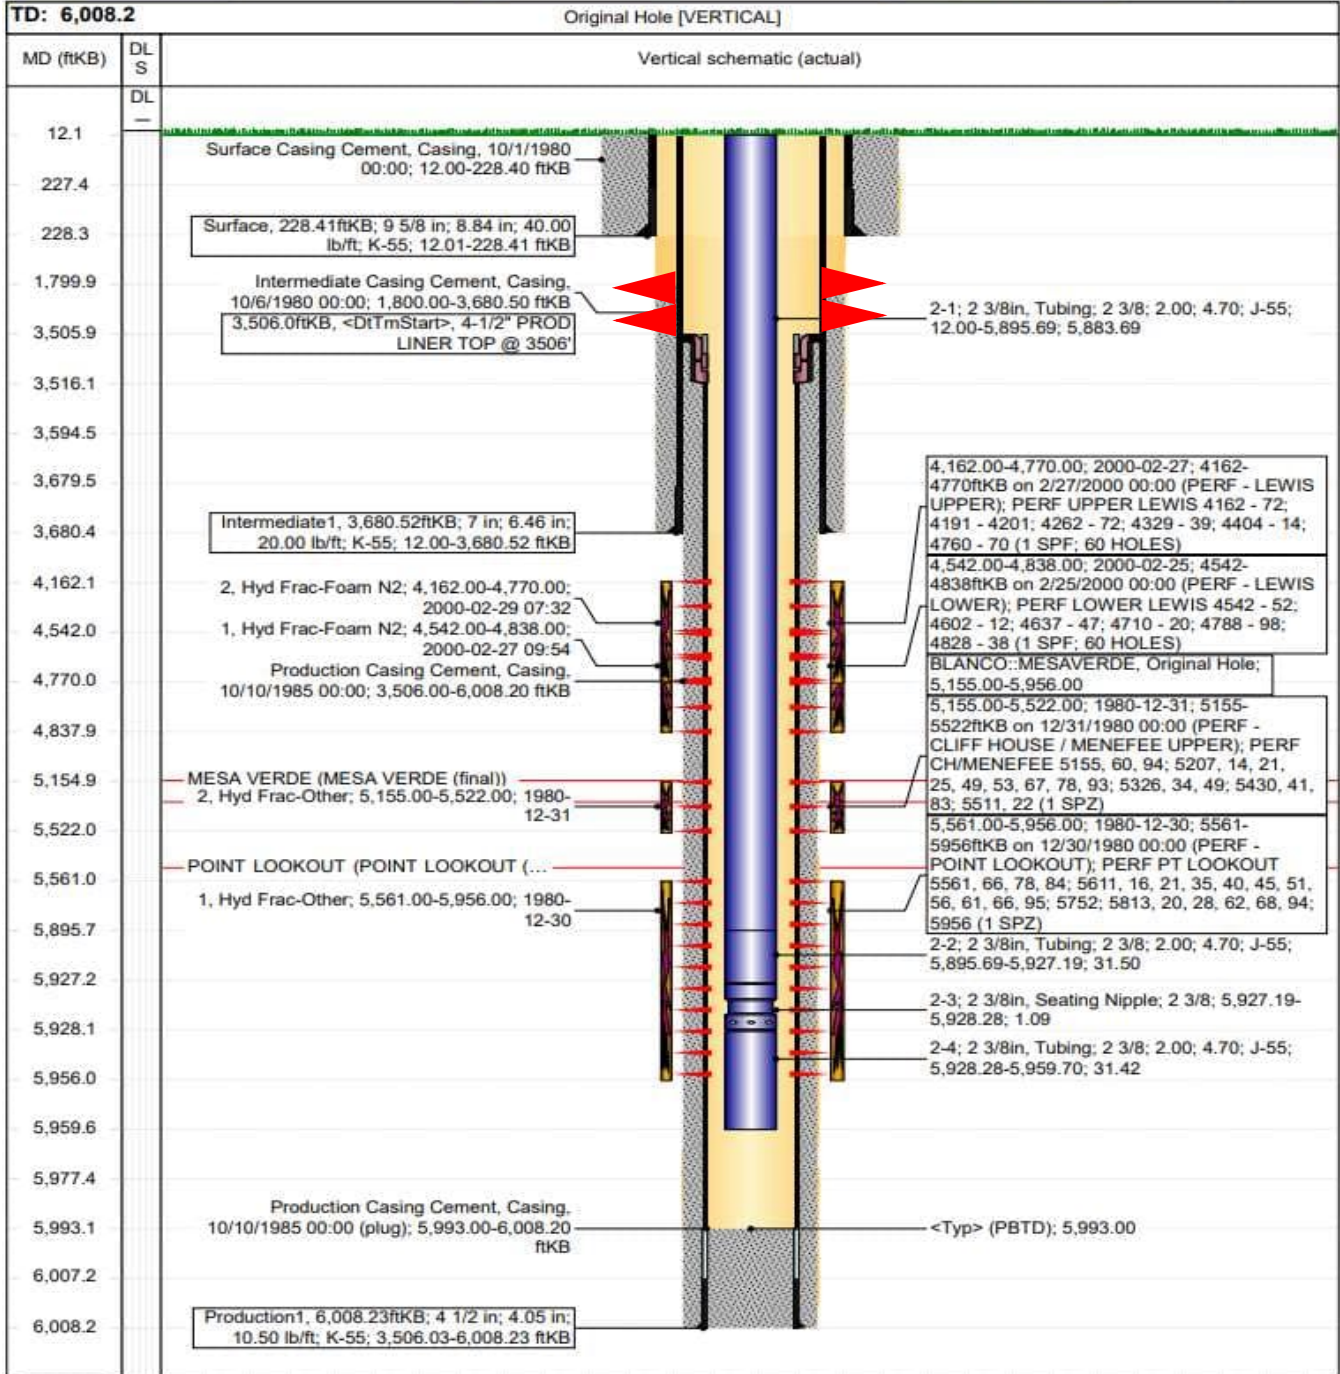 TD: 6,008.2
Original Hole [VERTICAL]
MD (ftKB)
DL
S
Vertical schematic (actual)
DL
—
12.1
227.4
228.3
1,799.9
3,505.9
3,516.1
3,594.5
3,679.5
3,680.4
4,162.1
4,542.0
4,770.0
4,837.9
5,154.9
5,522.0
5,561.0
5,895.7
5,927.2
5,928.1
5,956.0
5,959.6
5,977.4
5,993.1
6,007.2
6,008.2
Surface Casing Cement, Casing, 10/1/1980
00:00; 12.00-228.40 ftKB
Surface, 228.41ftKB; 9 5/8 in; 8.84 in; 40.00
lb/ft; K-55; 12.01-228.41 ftKB
Intermediate Casing Cement, Casing,
10/6/1980 00:00; 1,800.00-3,680.50 ftKB
3,506.0ftKB, <DtTmStart>, 4-1/2" PROD
LINER TOP @ 3506'
Intermediate1, 3,680.52ftKB; 7 in; 6.46 in;
20.00 lb/ft; K-55; 12.00-3,680.52 ftKB
2, Hyd Frac-Foam N2; 4,162.00-4,770.00;
2000-02-29 07:32
1, Hyd Frac-Foam N2; 4,542.00-4,838.00;
2000-02-27 09:54
Production Casing Cement, Casing,
10/10/1985 00:00; 3,506.00-6,008.20 ftKB
MESA VERDE (MESA VERDE (final))
2, Hyd Frac-Other; 5,155.00-5,522.00; 1980-
12-31
POINT LOOKOUT (POINT LOOKOUT (...
1, Hyd Frac-Other; 5,561.00-5,956.00; 1980-
12-30
Production Casing Cement, Casing,
10/10/1985 00:00 (plug); 5,993.00-6,008.20
ftKB
Production1, 6,008.23ftKB; 4 1/2 in; 4.05 in;
10.50 lb/ft; K-55; 3,506.03-6,008.23 ftKB
2-1; 2 3/8in, Tubing; 2 3/8; 2.00; 4.70; J-55;
12.00-5,895.69; 5,883.69
4,162.00-4,770.00; 2000-02-27; 4162-
4770ftKB on 2/27/2000 00:00 (PERF - LEWIS
UPPER); PERF UPPER LEWIS 4162 - 72;
4191 - 4201; 4262 - 72; 4329 - 39; 4404 - 14;
4760 - 70 (1 SPF; 60 HOLES)
4,542.00-4,838.00; 2000-02-25; 4542-
4838ftKB on 2/25/2000 00:00 (PERF - LEWIS
LOWER); PERF LOWER LEWIS 4542 - 52;
4602 - 12; 4637 - 47; 4710 - 20; 4788 - 98;
4828 - 38 (1 SPF; 60 HOLES)
BLANCO::MESAVERDE, Original Hole;
5,155.00-5,956.00
5,155.00-5,522.00; 1980-12-31; 5155-
5522ftKB on 12/31/1980 00:00 (PERF -
CLIFF HOUSE / MENEFEE UPPER); PERF
CH/MENEFEE 5155, 60, 94; 5207, 14, 21,
25, 49, 53, 67, 78, 93; 5326, 34, 49; 5430, 41,
83; 5511, 22 (1 SPZ)
5,561.00-5,956.00; 1980-12-30; 5561-
5956ftKB on 12/30/1980 00:00 (PERF -
POINT LOOKOUT); PERF PT LOOKOUT
5561, 66, 78, 84; 5611, 16, 21, 35, 40, 45, 51,
56, 61, 66, 95; 5752; 5813, 20, 28, 62, 68, 94;
5956 (1 SPZ)
2-2; 2 3/8in, Tubing; 2 3/8; 2.00; 4.70; J-55;
5,895.69-5,927.19; 31.50
2-3; 2 3/8in, Seating Nipple; 2 3/8; 5,927.19-
5,928.28; 1.09
2-4; 2 3/8in, Tubing; 2 3/8; 2.00; 4.70; J-55;
5,928.28-5,959.70; 31.42
<Typ> (PBTD); 5,993.00